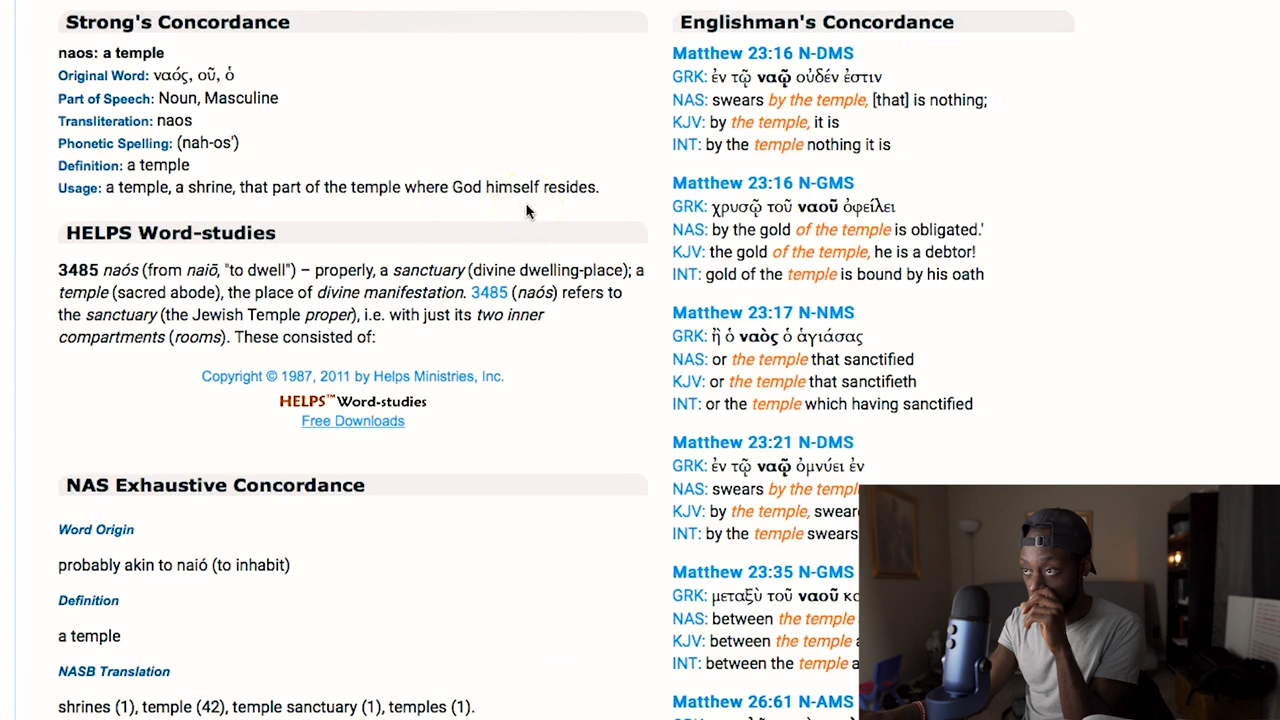 Strong's Concordance
naos: a temple
Original Word: ναός, οῦ, ὁ
Part of Speech: Noun, Masculine
Transliteration: naos
Phonetic Spelling: (nah-os')
Definition: a temple
Usage: a temple, a shrine, that part of the temple where God himself resides.
HELPS Word-studies
3485 naós (from naiō, "to dwell") – properly, a sanctuary (divine dwelling-place); a
temple (sacred abode), the place of divine manifestation. 3485 (naós) refers to
the sanctuary (the Jewish Temple proper), i.e. with just its two inner
compartments (rooms). These consisted of:
Copyright © 1987, 2011 by Helps Ministries, Inc.
HELPS™Word-studies
Free Downloads
NAS Exhaustive Concordance
Word Origin
probably akin to naió (to inhabit)
Definition
a temple
NASB Translation
shrines (1), temple (42), temple sanctuary (1), temples (1).
Englishman's Concordance
Matthew 23:16 N-DMS
GRK: ἐν τῷ ναῷ οὐδέν ἐστιν
NAS: swears by the temple, [that] is nothing;
KJV: by the temple, it is
INT: by the temple nothing it is
Matthew 23:16 N-GMS
GRK: χρυσῷ τοῦ ναοῦ ὀφείλει
NAS: by the gold of the temple is obligated.'
KJV: the gold of the temple, he is a debtor!
INT: gold of the temple is bound by his oath
Matthew 23:17 N-NMS
GRK: ἢ ὁ ναὸς ὁ ἁγιάσας
NAS: or the temple that sanctified
KJV: or the temple that sanctifieth
INT: or the temple which having sanctified
Matthew 23:21 N-DMS
GRK: ἐν τῷ ναῷ ὀμνύει ἐν
NAS: swears by the templ
KJV: by the temple, swear
INT: by the temple swears
Matthew 23:35 N-GMS
GRK: μεταξὺ τοῦ ναοῦ κα
NAS: between the temple
KJV: between the temple a
INT: between the temple a
Matthew 26:61 N-AMS